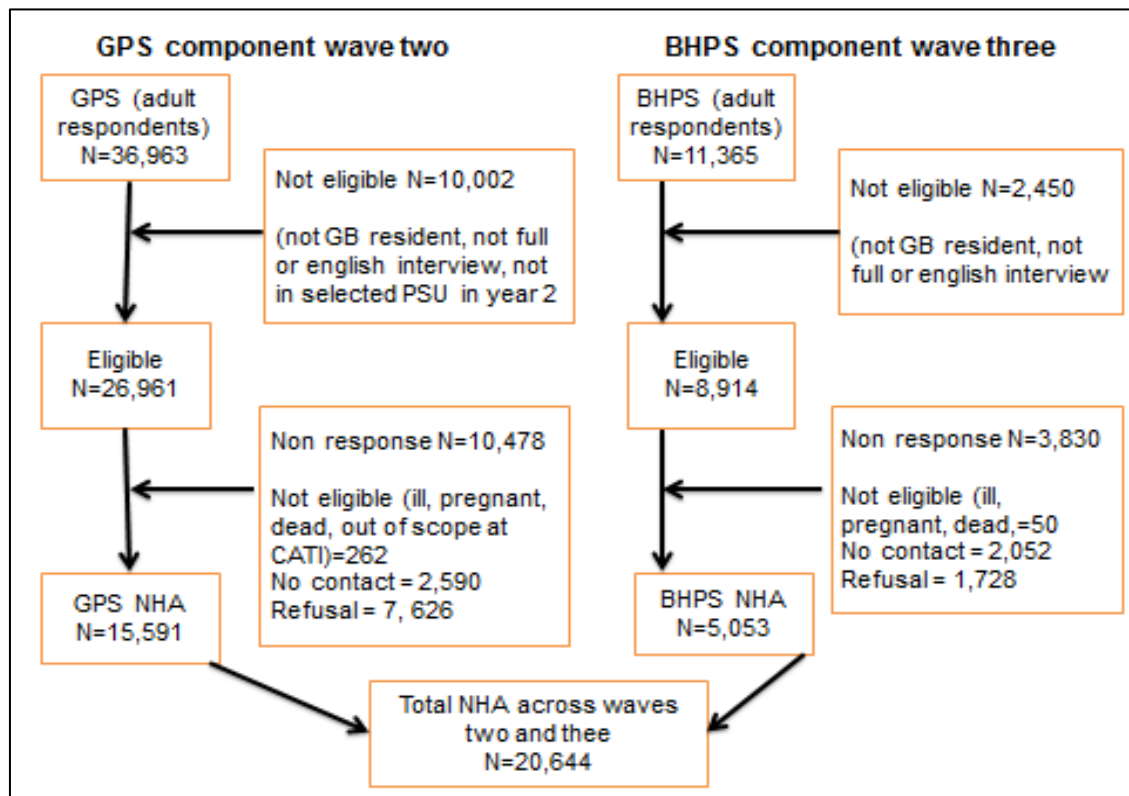 GPS component wave two
GPS (adult
respondents)
N=36,963
Not eligible N=10,002
(not GB resident, not full
or english interview, not
in selected PSU in year 2
Eligible
N=26,961
Non response N=10,478
Not eligible (ill, pregnant,
dead, out of scope at
CATI)=262
No contact = 2,590
Refusal = 7, 626
GPS NHA
N=15,591
BHPS component wave three
BHPS (adult
respondents)
N=11,365
Not eligible N=2,450
(not GB resident, not
full or english interview
Eligible
N=8,914
Non response N=3,830
Not eligible (ill,
pregnant, dead,=50
No contact = 2,052
Refusal = 1,728
BHPS NHA
N=5,053
Total NHA across waves
two and thee
N=20,644